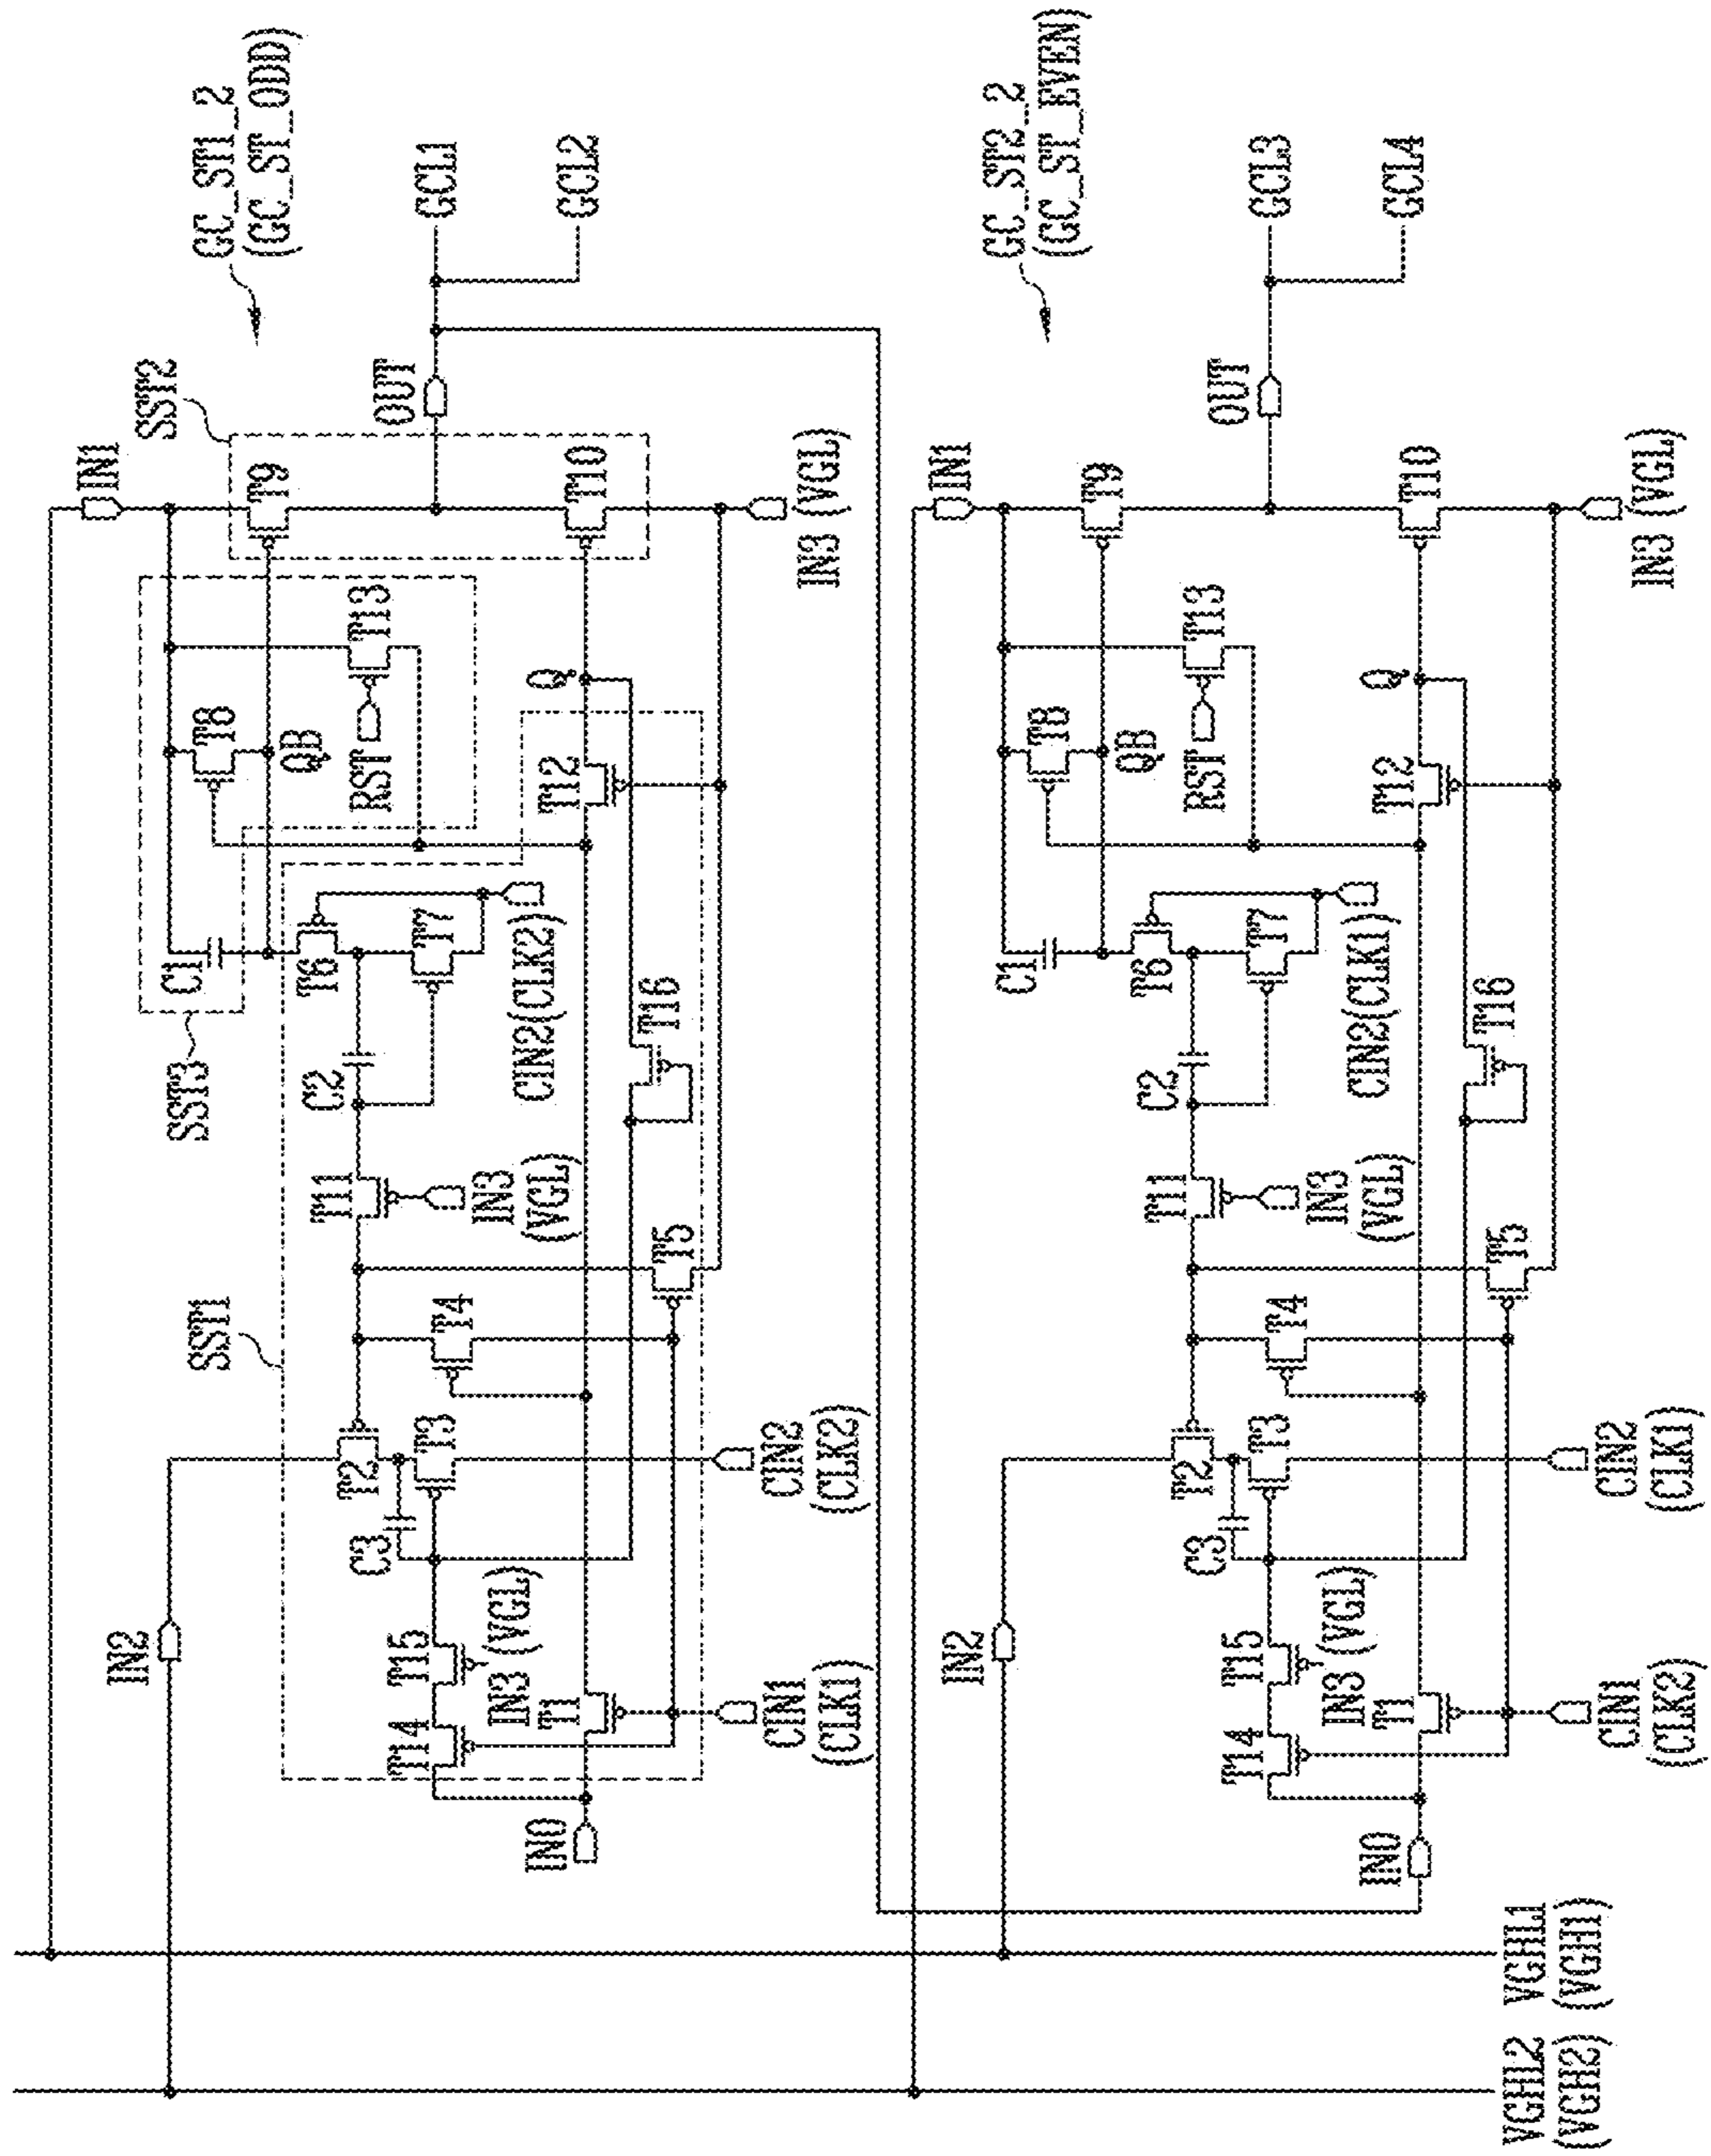 GC_ST1_2
(GC_ST_ODD)
SST2
IN1
T9
OUT
GCL1
GCL2
T10
IN3 (VGL)
SST3
C1
T8
QB
T13
RST
Q
T12
T6
T7
CIN2(CLK2)
C2
T16
SST1
T11
IN3
(VGL)
T5
T4
T2
T3
C3
CIN2
(CLK2)
IN2
T15
IN3 (VGL)
T14
T1
CIN1
(CLK1)
IN0
GC_ST2_2
(GC_ST_EVEN)
IN1
T9
OUT
GCL3
GCL4
T10
IN3 (VGL)
C1
T8
QB
T13
RST
Q
T12
T6
T7
CIN2(CLK1)
C2
T16
T11
IN3
(VGL)
T5
T4
T2
T3
C3
CIN2
(CLK1)
IN2
T15
IN3 (VGL)
T14
T1
CIN1
(CLK2)
IN0
VGHL1
(VGH1)
VGHL2
(VGH2)